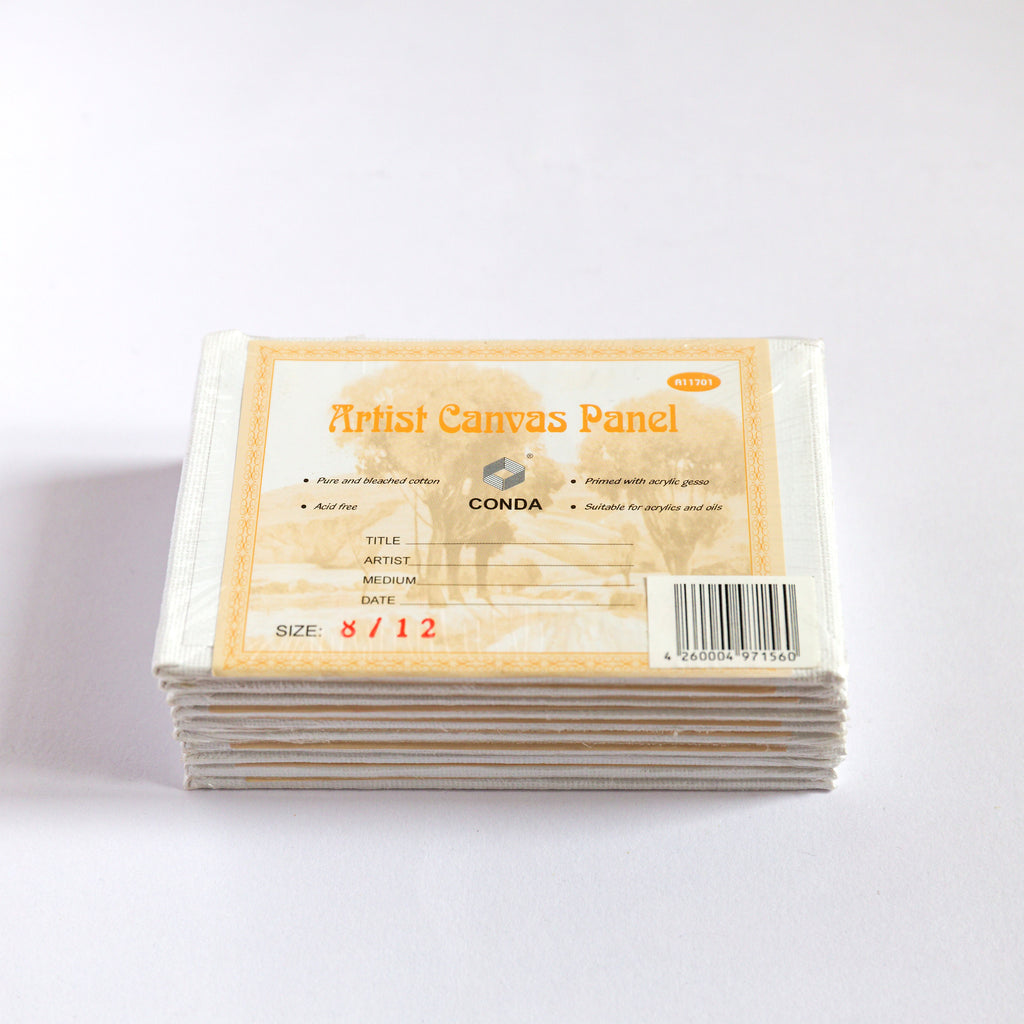 A11701
Artist Canvas Panel
®
• Pure and bleached cotton
• Primed with acrylic gesso
CONDA
• Acid free
• Suitable for acrylics and oils
TITLE
ARTIST
MEDIUM
DATE
SIZE: 8/12
4 260004 971560